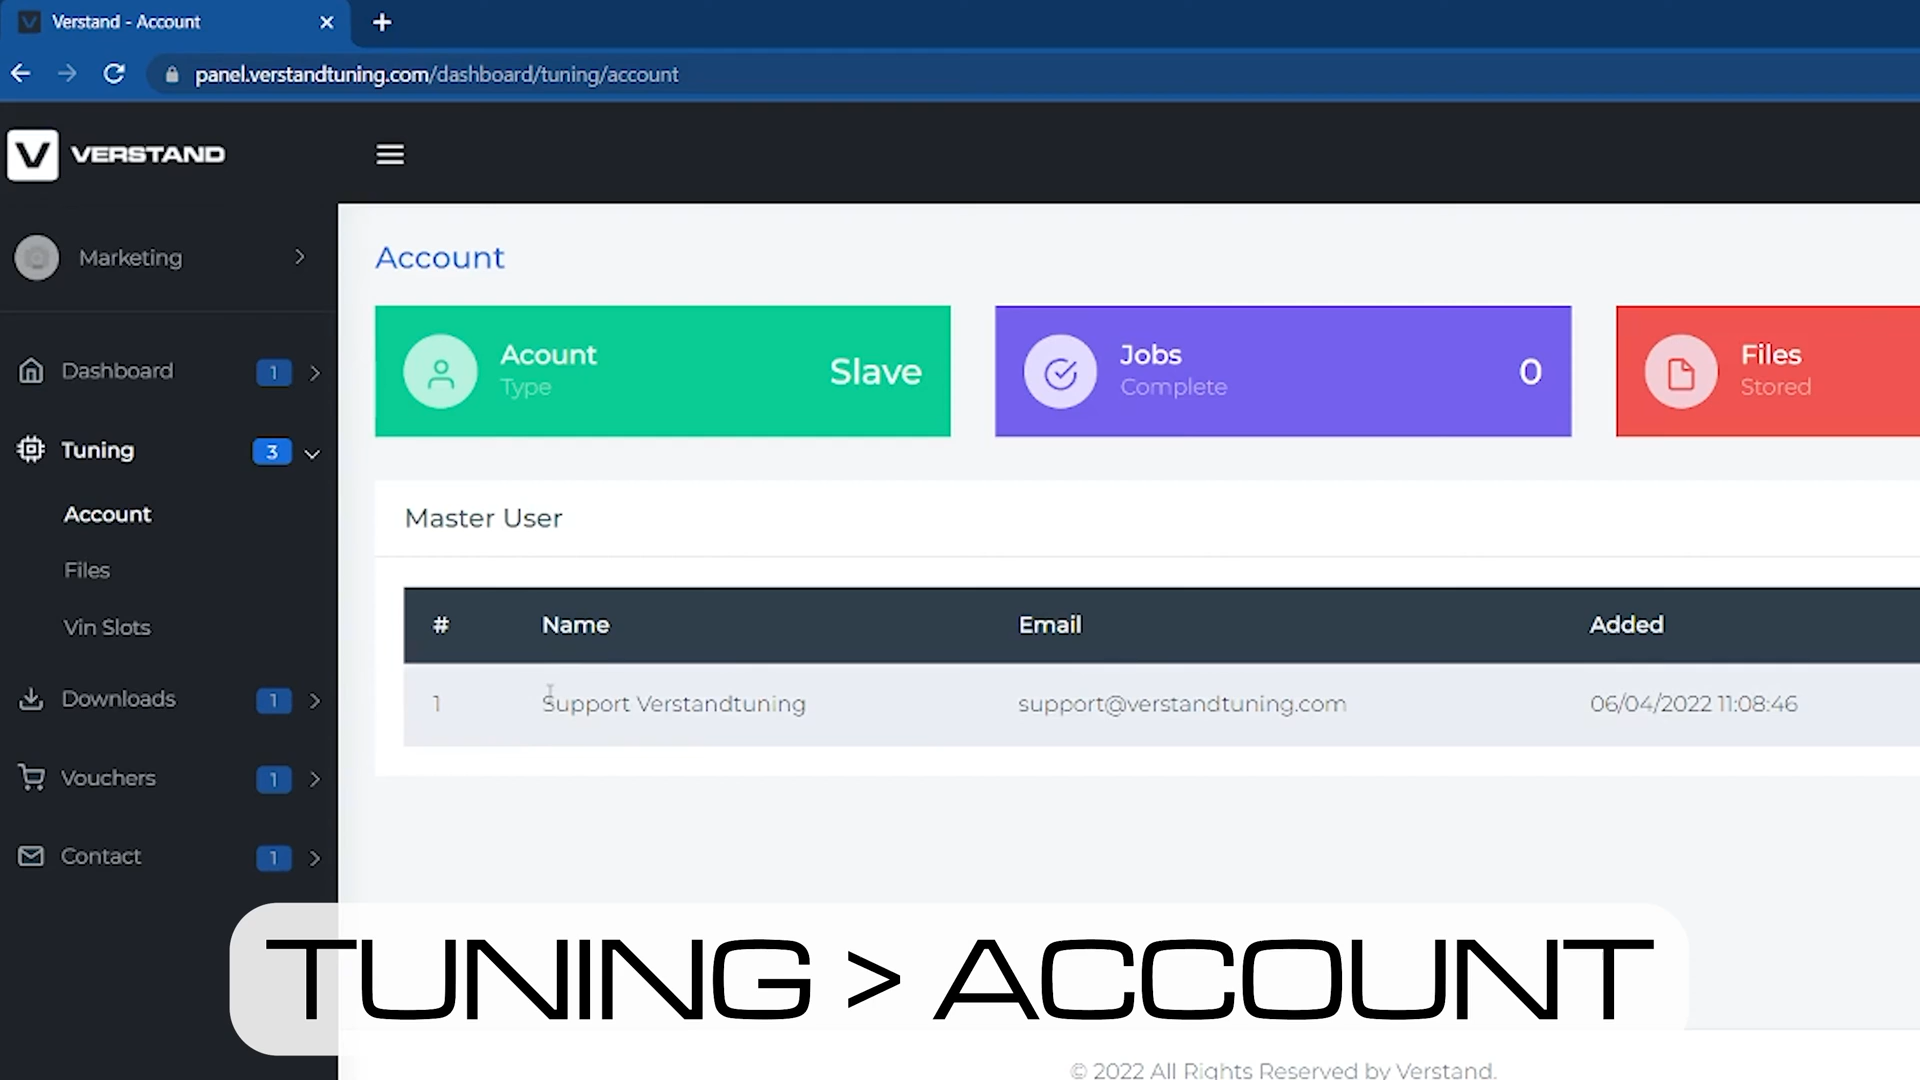 Verstand - Account
panel.verstandtuning.com/dashboard/tuning/account
V VERSTAND
Marketing
Dashboard 1
Tuning 3
Account
Files
Vin Slots
Downloads 1
Vouchers 1
Contact 1
Account
Acount
Type
Slave
Jobs
Complete
0
Files
Stored
Master User
# Name Email Added
1 Support Verstandtuning support@verstandtuning.com 06/04/2022 11:08:46
TUNING > ACCOUNT
© 2022 All Rights Reserved by Verstand.